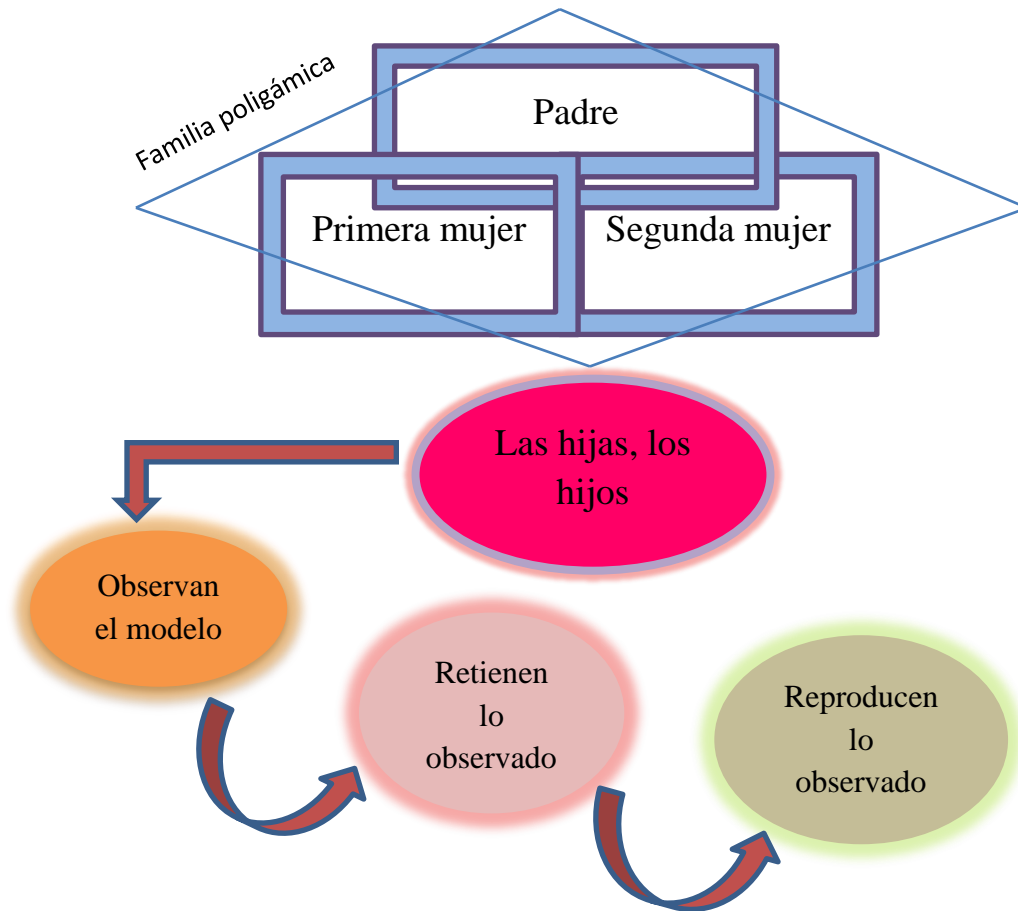 Familia poligámica
Padre
Primera mujer
Segunda mujer
Las hijas, los
hijos
Observan
el modelo
Retienen
lo
observado
Reproducen
lo
observado